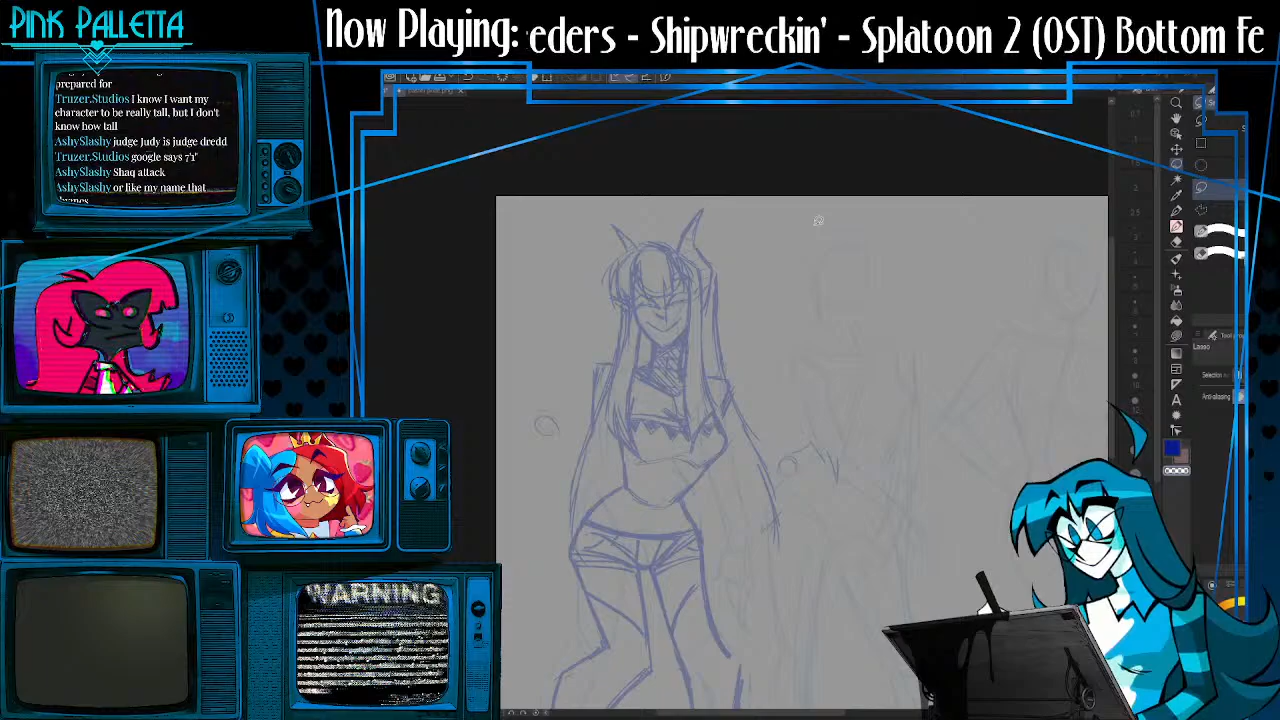 PINK PALLETTA
Now Playing: eders - Shipwreckin' - Splatoon 2 (OST) Bottom Fe
prepared for
Truzer.Studios I know I want my
character to be really tall, but I don't
know how tall
AshySlashy judge Judy is judge dredd
Truzer.Studios google says 7'1"
AshySlashy Shaq attack
AshySlashy or like my name that
WARNING
Lasso